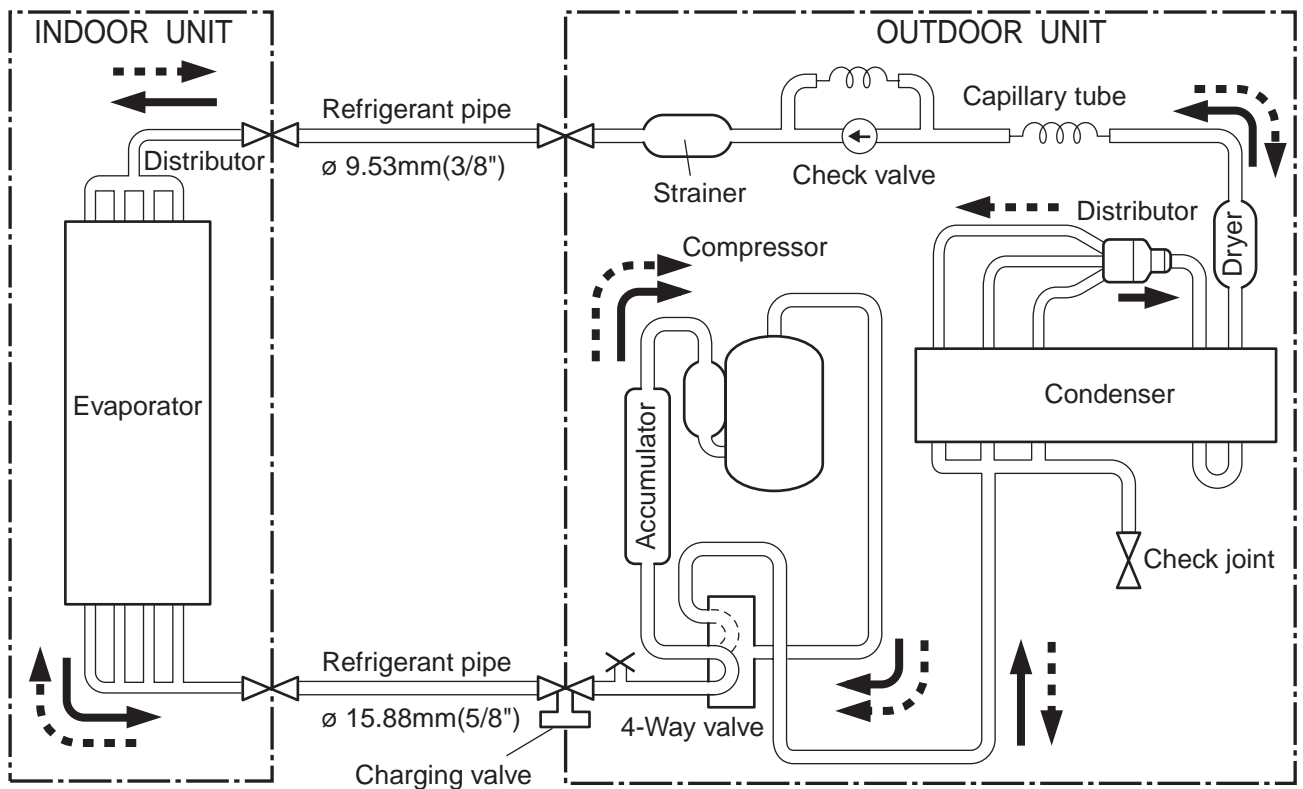 INDOOR UNIT
OUTDOOR UNIT
Refrigerant pipe
ø 9.53mm(3/8")
Distributor
Strainer
Check valve
Capillary tube
Distributor
Dryer
Compressor
Evaporator
Accumulator
Condenser
Check joint
Refrigerant pipe
ø 15.88mm(5/8")
4-Way valve
Charging valve